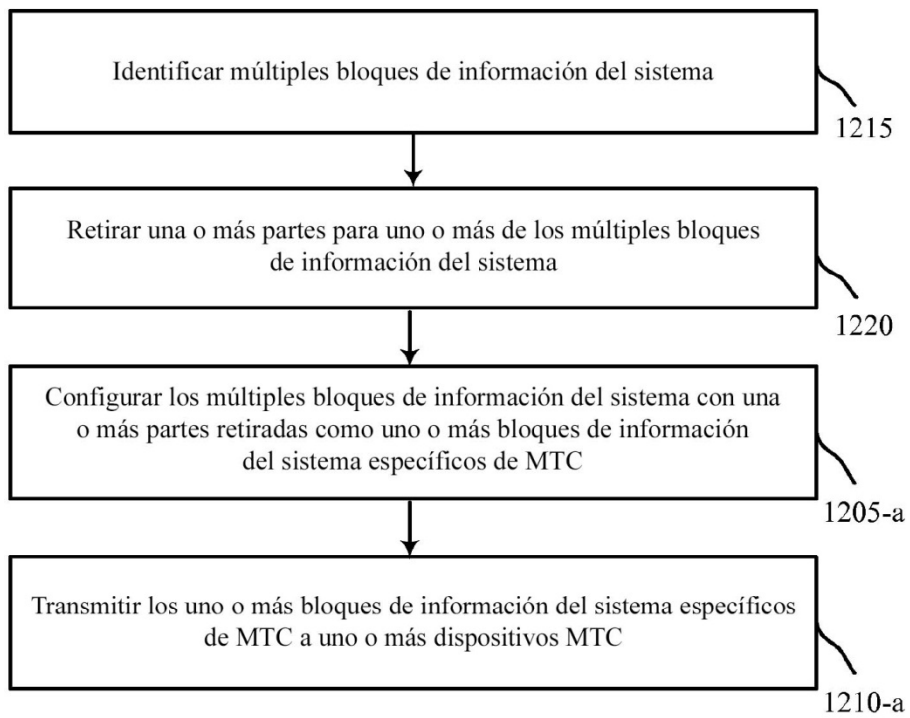 Identificar múltiples bloques de información del sistema
1215
Retirar una o más partes para uno o más de los múltiples bloques
de información del sistema
1220
Configurar los múltiples bloques de información del sistema con una
o más partes retiradas como uno o más bloques de información
del sistema específicos de MTC
1205-a
Transmitir los uno o más bloques de información del sistema específicos
de MTC a uno o más dispositivos MTC
1210-a